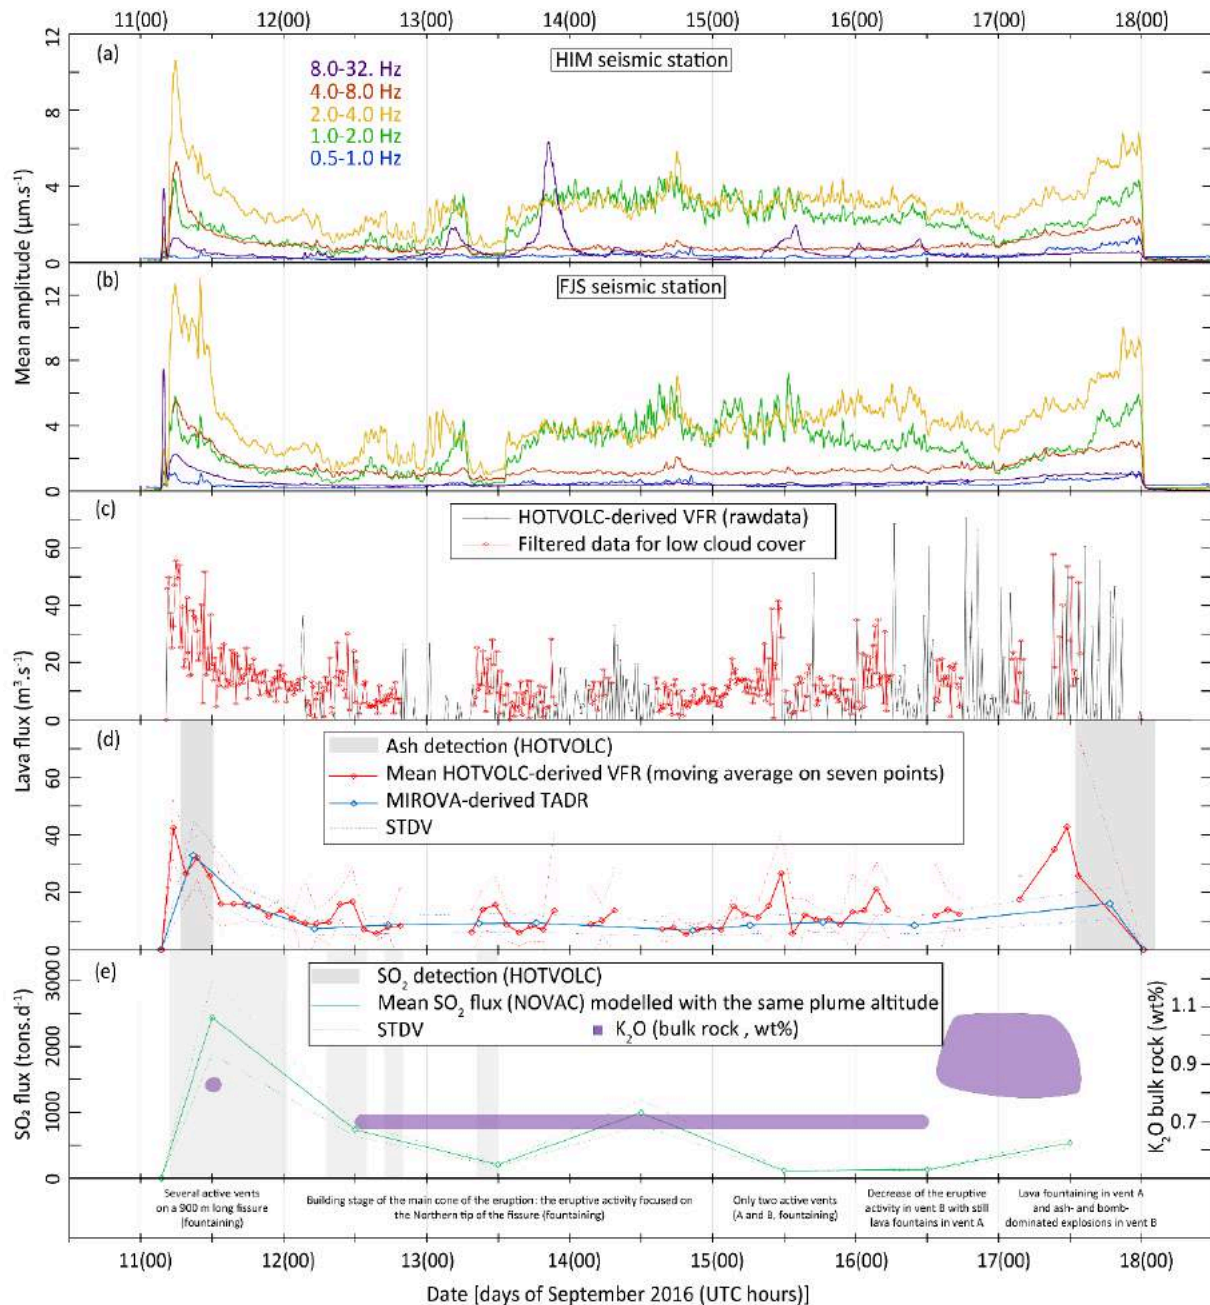 11(00) 12(00) 13(00) 14(00) 15(00) 16(00) 17(00) 18(00)
(a)
HIM seismic station
8.0-32. Hz
4.0-8.0 Hz
2.0-4.0 Hz
1.0-2.0 Hz
0.5-1.0 Hz
12
8
4
0
(b)
FJS seismic station
12
8
4
0
Mean amplitude (µm.s⁻¹)
(c)
HOTVOLC-derived VFR (rawdata)
Filtered data for low cloud cover
60
40
20
0
Lava flux (m³.s⁻¹)
(d)
Ash detection (HOTVOLC)
Mean HOTVOLC-derived VFR (moving average on seven points)
MIROVA-derived TADR
STDV
60
40
20
0
(e)
SO₂ detection (HOTVOLC)
Mean SO₂ flux (NOVAC) modelled with the same plume altitude
STDV
K₂O (bulk rock , wt%)
3000
2000
1000
0
SO₂ flux (tons.d⁻¹)
1.1
0.9
0.7
K₂O bulk rock (wt%)
Several active vents
on a 900 m long fissure
(fountaining)
Building stage of the main cone of the eruption: the eruptive activity focused on
the Northern tip of the fissure (fountaining)
Only two active vents
(A and B, fountaining)
Decrease of the eruptive
activity in vent B with still
lava fountains in vent A
Lava fountaining in vent A
and ash- and bomb-
dominated explosions in vent B
11(00) 12(00) 13(00) 14(00) 15(00) 16(00) 17(00) 18(00)
Date [days of September 2016 (UTC hours)]